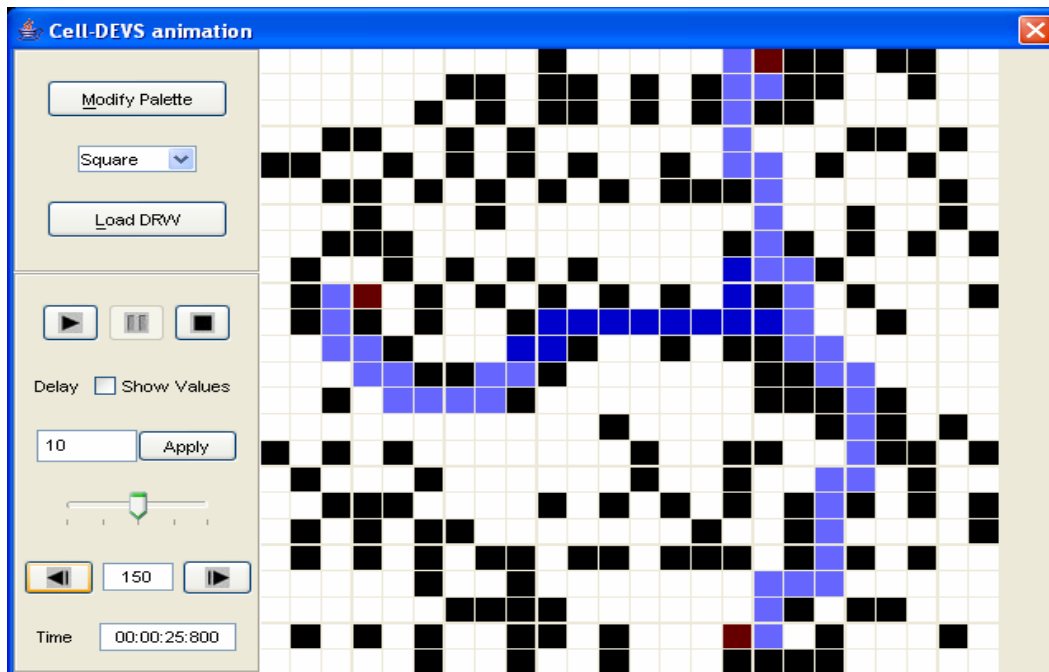 Cell-DEVS animation
Modify Palette
Square
Load DRW
Delay Show Values
10 Apply
150
Time 00:00:25:800